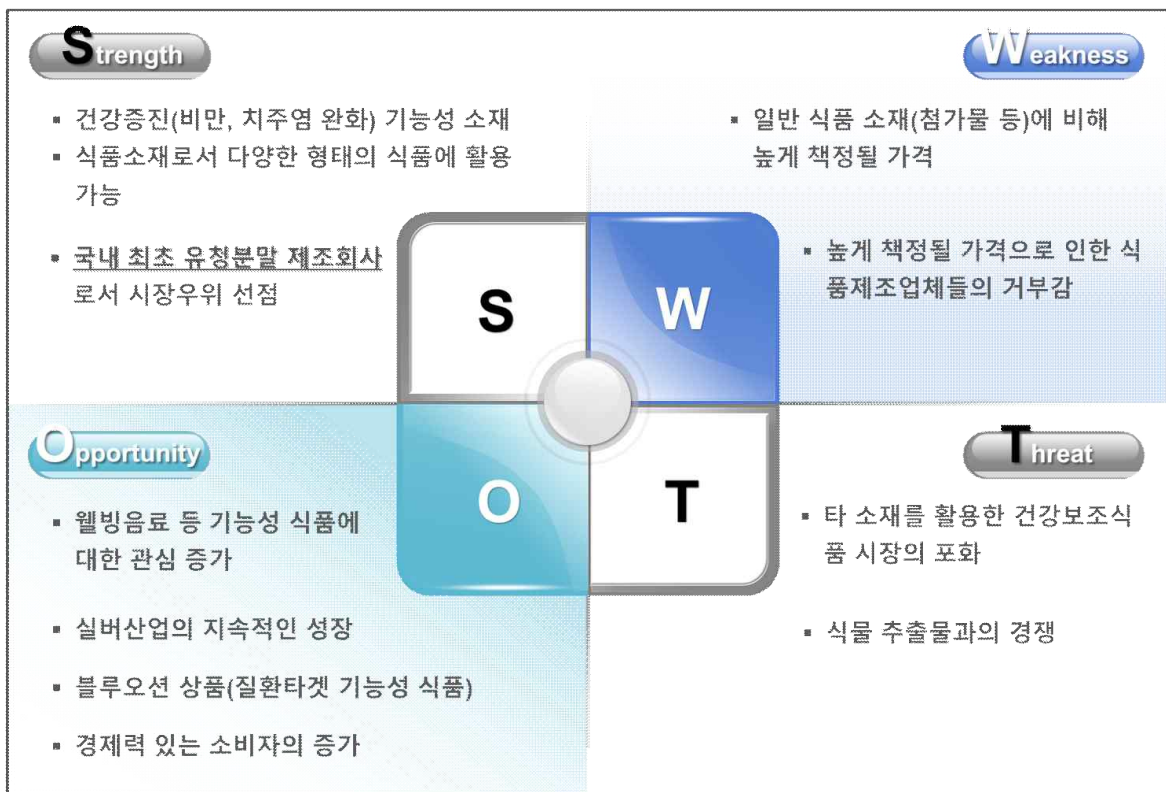 Strength
▪ 건강증진(비만, 치주염 완화) 기능성 소재
▪ 식품소재로서 다양한 형태의 식품에 활용
가능
▪ 국내 최초 유청분말 제조회사
로서 시장우위 선점
Weakness
▪ 일반 식품 소재(첨가물 등)에 비해
높게 책정될 가격
▪ 높게 책정될 가격으로 인한 식
품제조업체들의 거부감
S
W
O
T
Opportunity
▪ 웰빙음료 등 기능성 식품에
대한 관심 증가
▪ 실버산업의 지속적인 성장
▪ 블루오션 상품(질환타겟 기능성 식품)
▪ 경제력 있는 소비자의 증가
Threat
▪ 타 소재를 활용한 건강보조식
품 시장의 포화
▪ 식물 추출물과의 경쟁